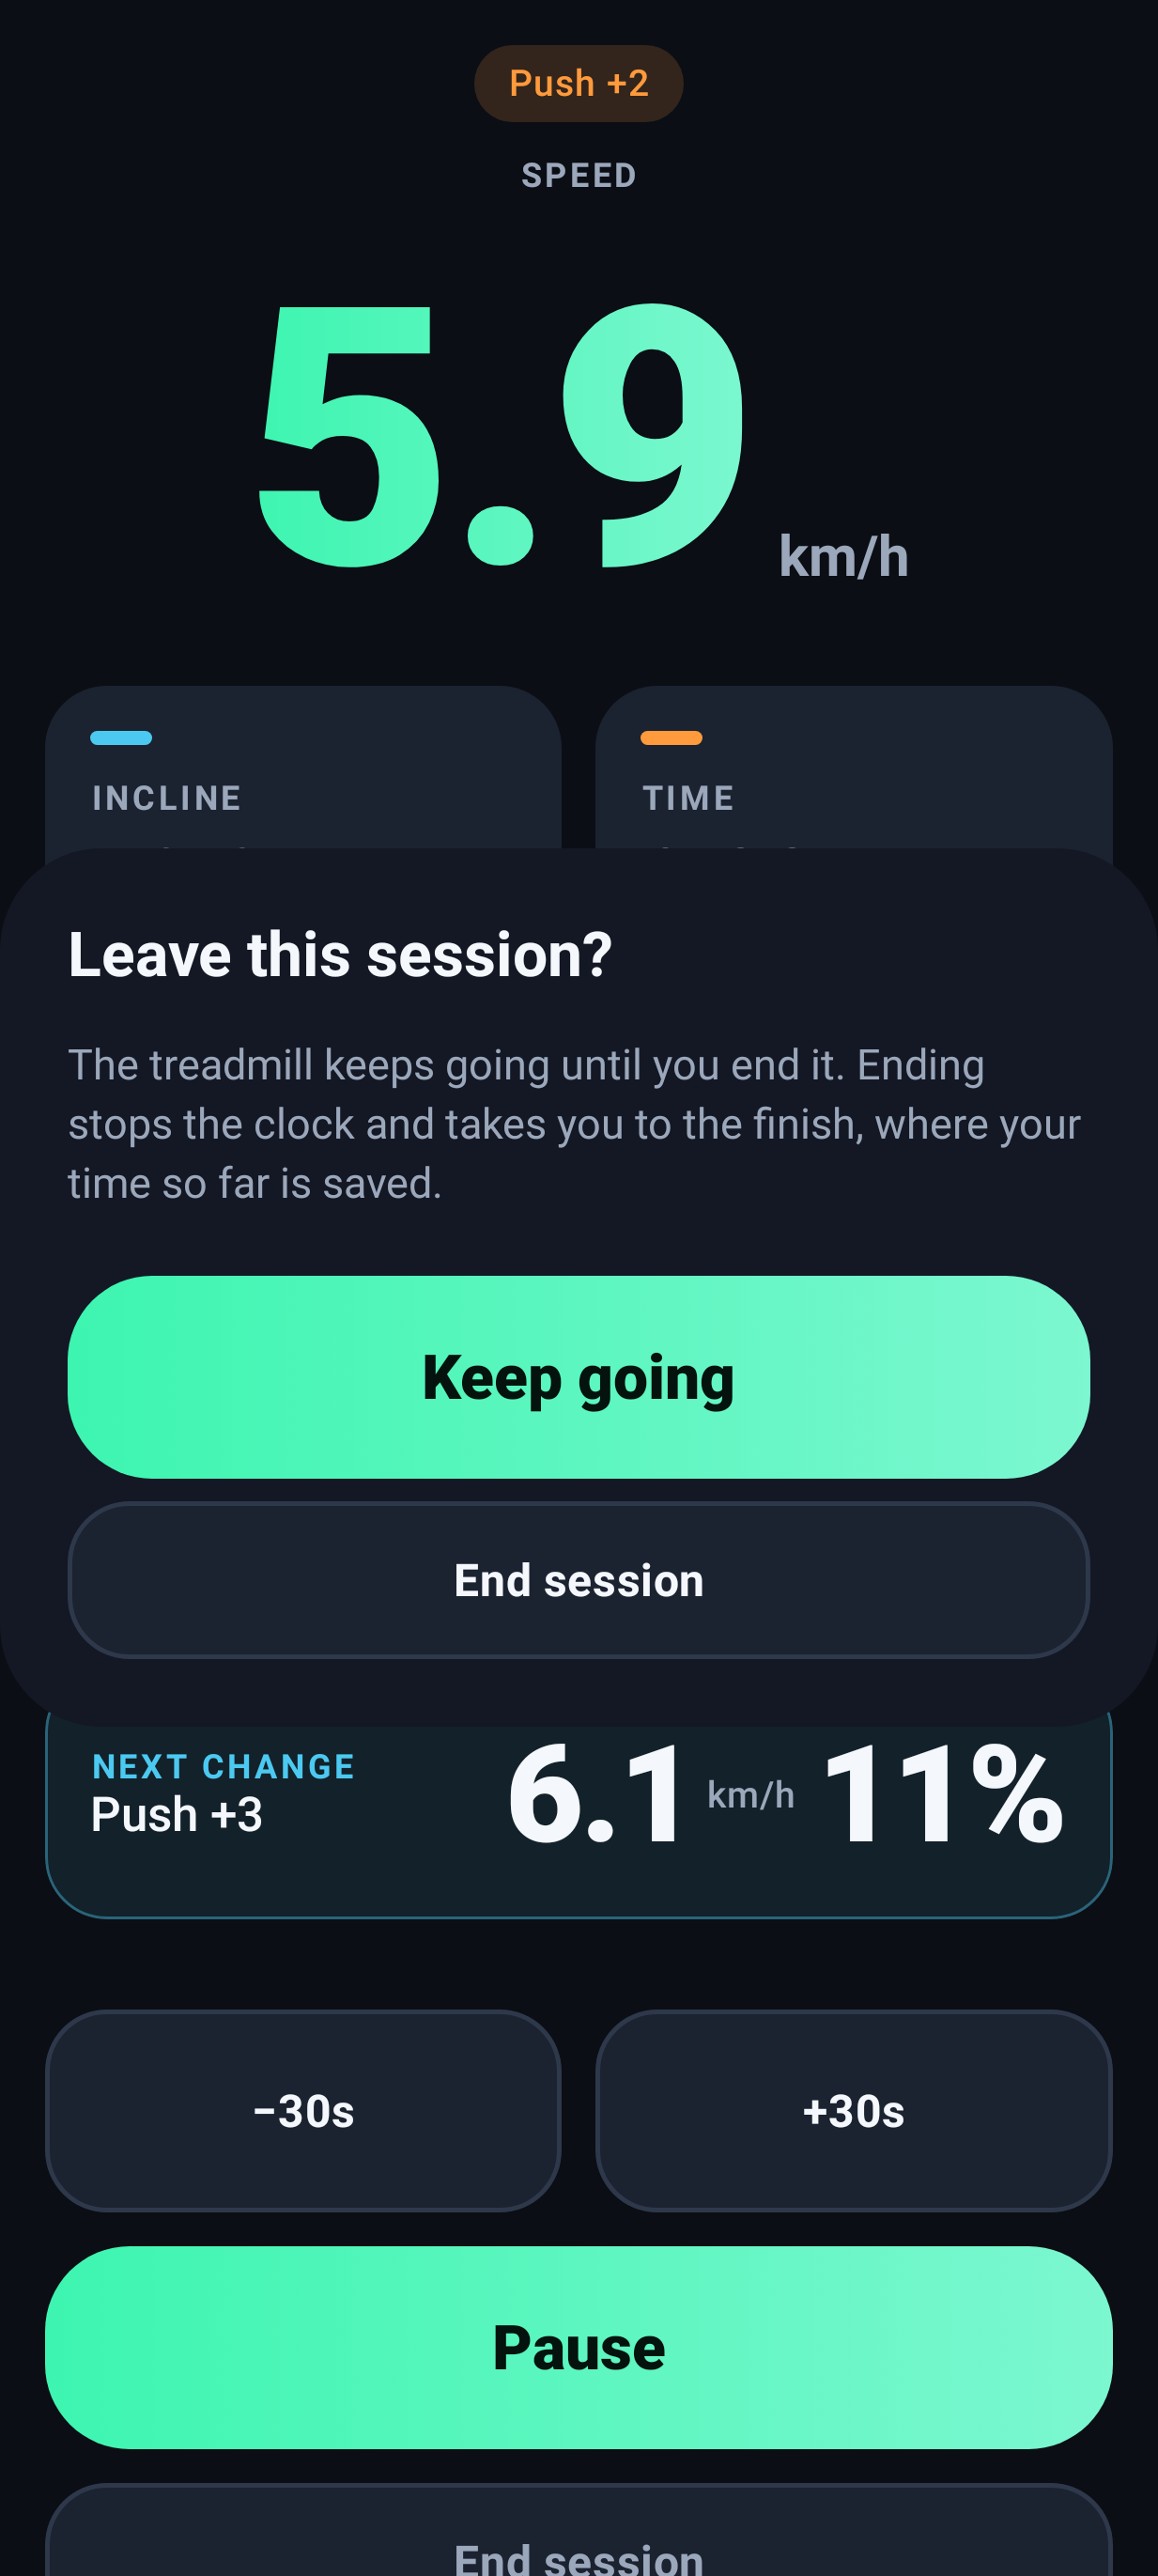 Push +2
SPEED
5.9 km/h
INCLINE
TIME
Leave this session?
The treadmill keeps going until you end it. Ending
stops the clock and takes you to the finish, where your
time so far is saved.
Keep going
End session
NEXT CHANGE
Push +3
6.1 km/h 11%
−30s
+30s
Pause
End session